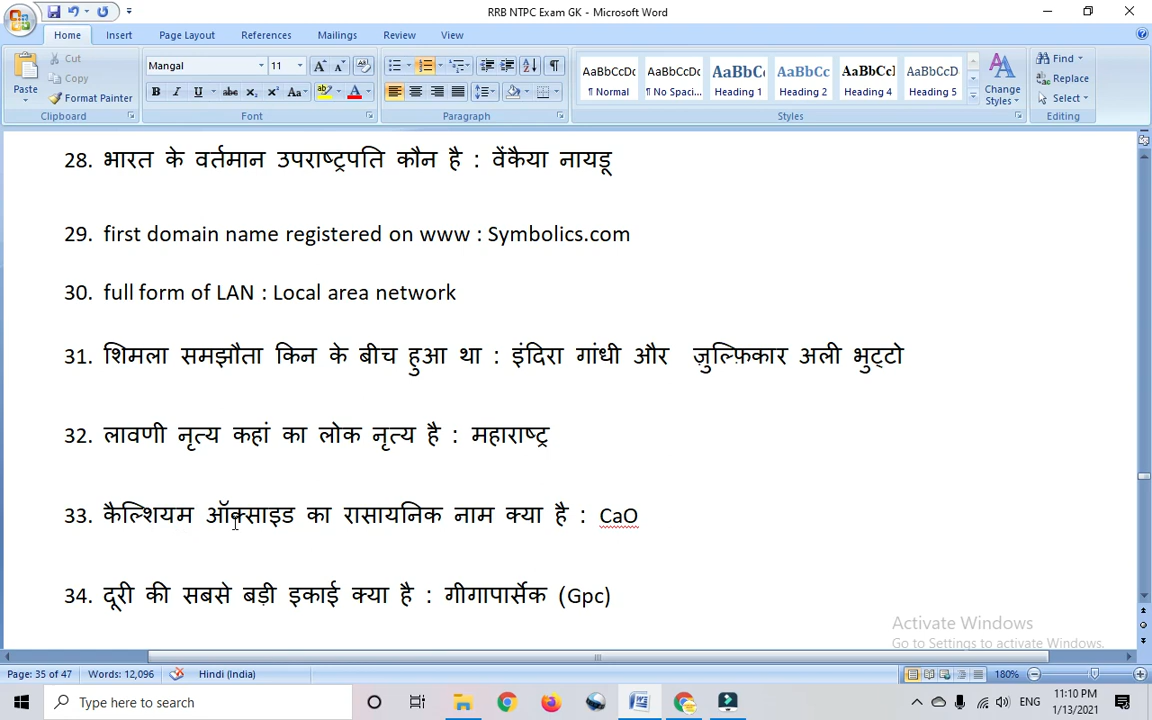 RRB NTPC Exam GK - Microsoft Word
Home Insert Page Layout References Mailings Review View
Paste Cut Copy Format Painter Clipboard
Mangal 11 Font
Paragraph
AaBbCcDc ¶ Normal AaBbCcDc ¶ No Spaci... AaBbC Heading 1 AaBbCc Heading 2 AaBbCcI Heading 4 AaBbCcD Heading 5 Change Styles Styles
Find Replace Select Editing
28. भारत के वर्तमान उपराष्ट्रपति कौन है : वेंकैया नायडू
29. first domain name registered on www : Symbolics.com
30. full form of LAN : Local area network
31. शिमला समझौता किन के बीच हुआ था : इंदिरा गांधी और ज़ुल्फ़िकार अली भुट्टो
32. लावणी नृत्य कहां का लोक नृत्य है : महाराष्ट्र
33. कैल्शियम ऑक्साइड का रासायनिक नाम क्या है : CaO
34. दूरी की सबसे बड़ी इकाई क्या है : गीगापार्सेक (Gpc)
Activate Windows
Go to Settings to activate Windows.
Page: 35 of 47 Words: 12,096 Hindi (India) 180%
Type here to search ENG 11:10 PM
1/13/2021